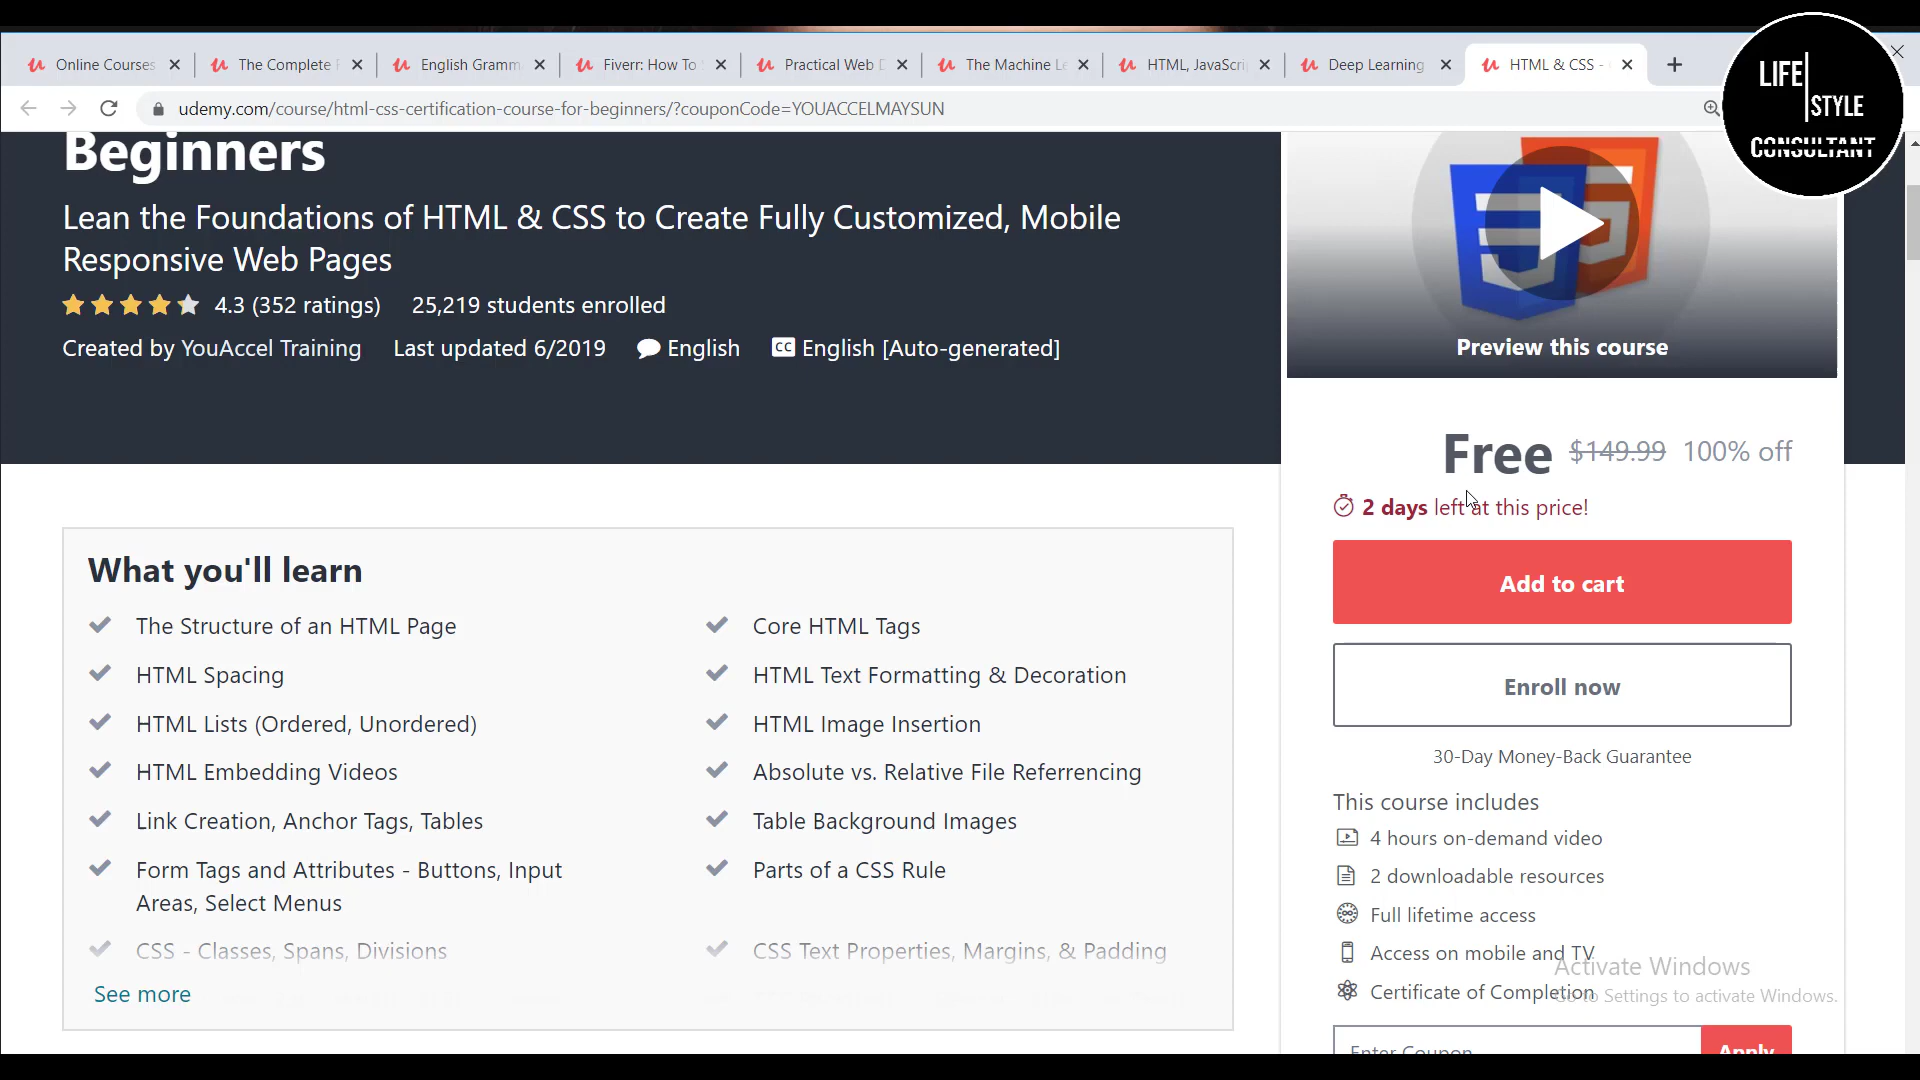 Online Courses
The Complete
English Gramm
Fiverr: How To
Practical Web D
The Machine Le
HTML, JavaScri
Deep Learning
HTML & CSS -
udemy.com/course/html-css-certification-course-for-beginners/?couponCode=YOUACCELMAYSUN
LIFE
STYLE
CONSULTANT
Beginners
Lean the Foundations of HTML & CSS to Create Fully Customized, Mobile
Responsive Web Pages
4.3 (352 ratings) 25,219 students enrolled
Created by YouAccel Training Last updated 6/2019 English CC English [Auto-generated]
Preview this course
Free $149.99 100% off
2 days left at this price!
Add to cart
Enroll now
30-Day Money-Back Guarantee
This course includes
4 hours on-demand video
2 downloadable resources
Full lifetime access
Access on mobile and TV
Certificate of Completion
Enter Coupon
Apply
What you'll learn
The Structure of an HTML Page
Core HTML Tags
HTML Spacing
HTML Text Formatting & Decoration
HTML Lists (Ordered, Unordered)
HTML Image Insertion
HTML Embedding Videos
Absolute vs. Relative File Referrencing
Link Creation, Anchor Tags, Tables
Table Background Images
Form Tags and Attributes - Buttons, Input
Areas, Select Menus
Parts of a CSS Rule
CSS - Classes, Spans, Divisions
CSS Text Properties, Margins, & Padding
See more
Activate Windows
Go to Settings to activate Windows.